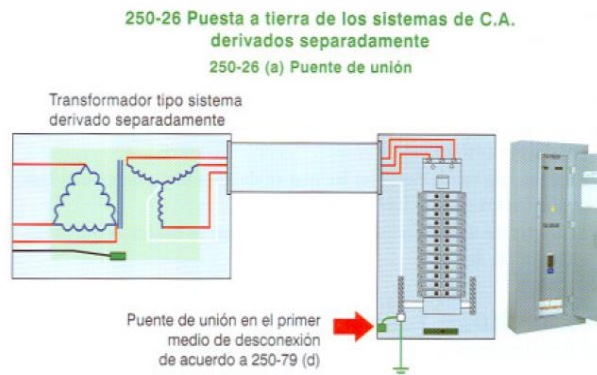 250-26 Puesta a tierra de los sistemas de C.A.
derivados separadamente
250-26 (a) Puente de unión
Transformador tipo sistema
derivado separadamente
Puente de unión en el primer
medio de desconexión
de acuerdo a 250-79 (d)